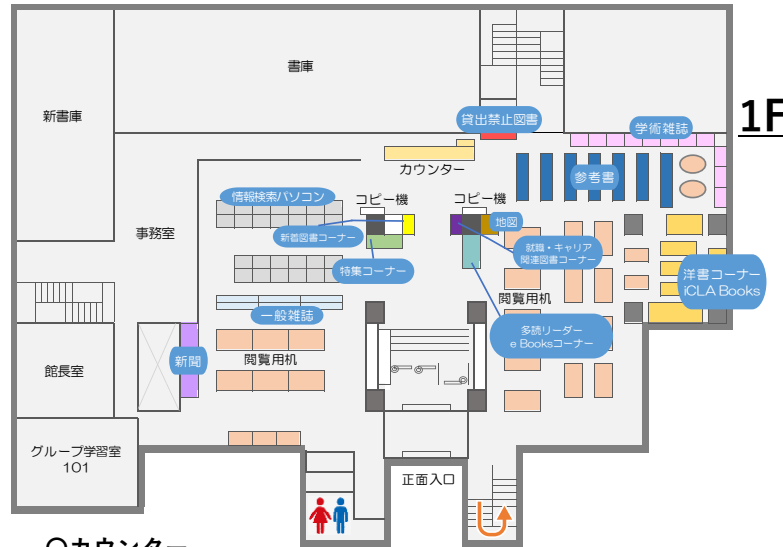 書庫
新書庫
1F
貸出禁止図書
学術雑誌
カウンター
参考書
情報検索パソコン
コピー機
コピー機
地図
事務室
新着図書コーナー
就職・キャリア
関連図書コーナー
特集コーナー
洋書コーナー
iCLA Books
閲覧用机
一般雑誌
多読リーダー
e Booksコーナー
新聞
閲覧用机
館長室
グループ学習室
101
正面入口
〇カウンター